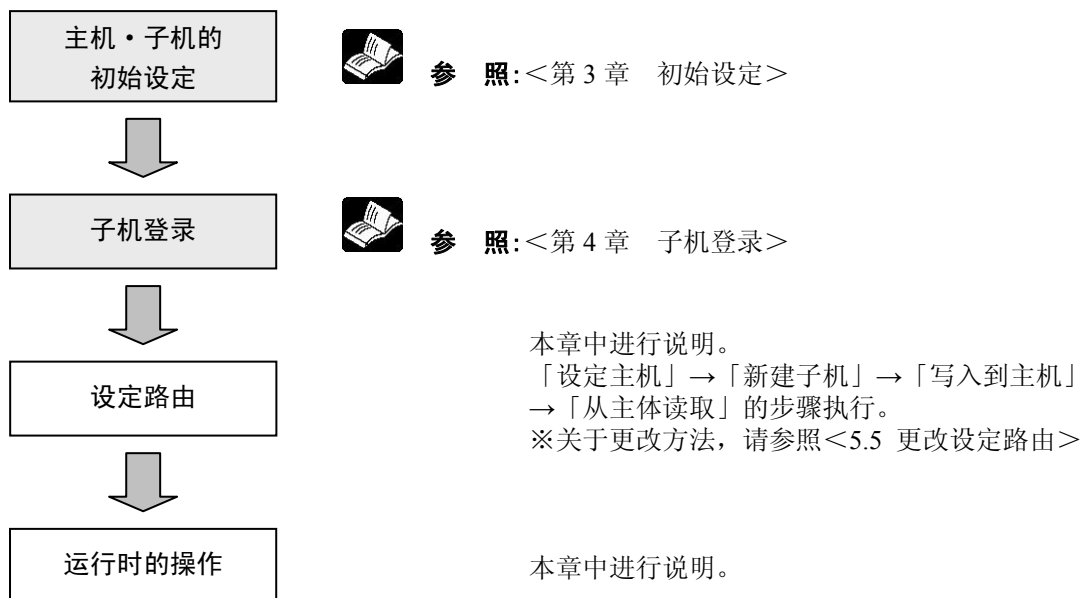 主机・子机的
初始设定
参 照:＜第 3 章 初始设定＞
子机登录
参 照:＜第 4 章 子机登录＞
设定路由
本章中进行说明。
「设定主机」→「新建子机」→「写入到主机」
→「从主体读取」的步骤执行。
※关于更改方法，请参照＜5.5 更改设定路由＞
运行时的操作
本章中进行说明。